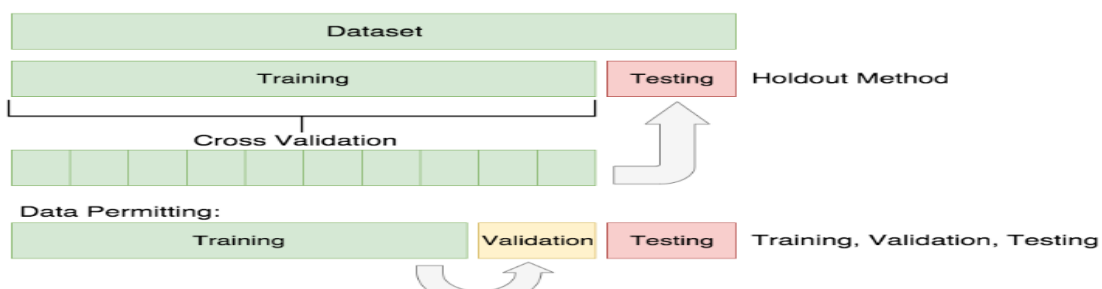 Dataset
Training Testing Holdout Method
Cross Validation
Data Permitting:
Training Validation Testing Training, Validation, Testing